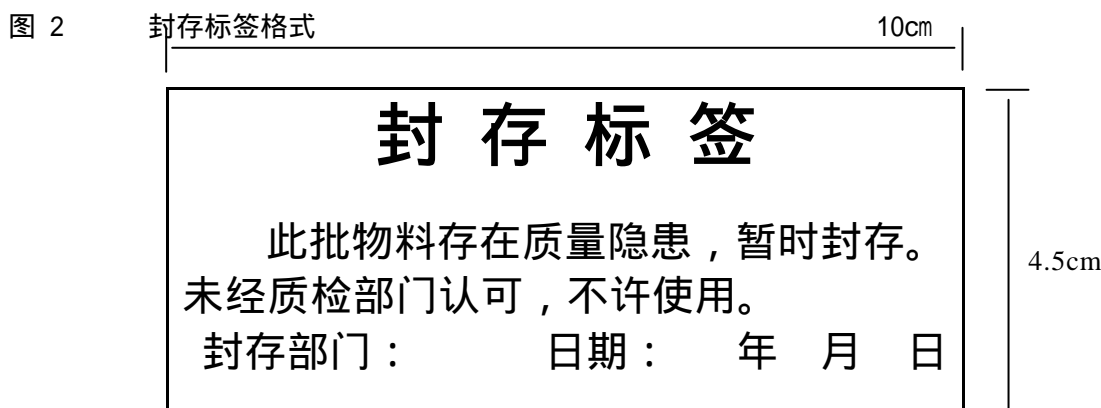 图 2 封存标签格式 10cm
封 存 标 签
此批物料存在质量隐患，暂时封存。
4.5cm
未经质检部门认可，不许使用。
封存部门： 日期： 年 月 日